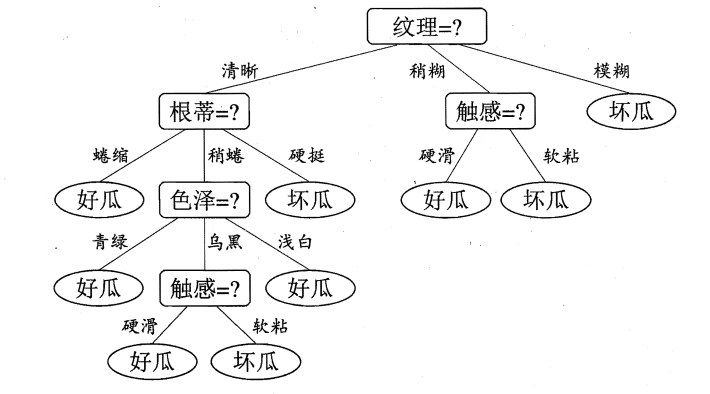 纹理=?
清晰 稍糊 模糊
根蒂=? 触感=? 坏瓜
蜷缩 稍蜷 硬挺 硬滑 软粘
好瓜 色泽=? 坏瓜 好瓜 坏瓜
青绿 乌黑 浅白
好瓜 触感=? 好瓜
硬滑 软粘
好瓜 坏瓜